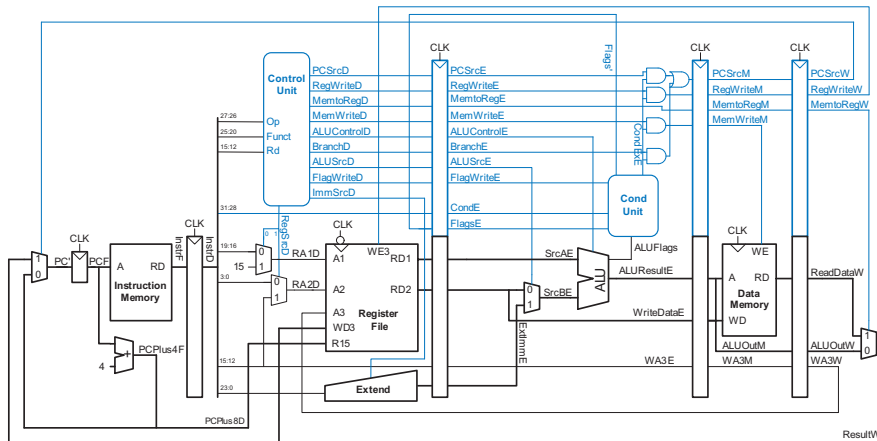 CLK
CLK
CLK
Control
Unit
PCSrcD
PCSrcE
PCSrcM
PCSrcW
RegWriteD
RegWriteE
RegWriteM
RegWriteW
MemtoRegD
MemtoRegE
MemtoRegM
MemtoRegW
MemWriteD
MemWriteE
MemWriteM
ALUControlD
ALUControlE
BranchD
BranchE
ALUSrcD
ALUSrcE
FlagWriteD
FlagWriteE
ImmSrcD
27:26
Op
25:20
Funct
15:12
Rd
Flags'
CondExE
Cond
Unit
31:28
CondE
FlagsE
ALUFlags
RegSrcD
0 1
CLK
CLK
CLK
CLK
1
0
PC'
PCF
A
RD
Instruction
Memory
InstrF
InstrD
19:16
0
1
15
RA1D
3:0
0
1
RA2D
A1
WE3
RD1
A2
RD2
A3
WD3
R15
Register
File
SrcAE
0
1
SrcBE
ALU
ALUResultE
WriteDataE
ExtImmE
WE
A
RD
Data
Memory
WD
ReadDataW
1
0
ALUOutM
ALUOutW
4
+
PCPlus4F
15:12
WA3E
WA3M
WA3W
23:0
Extend
PCPlus8D
ResultW